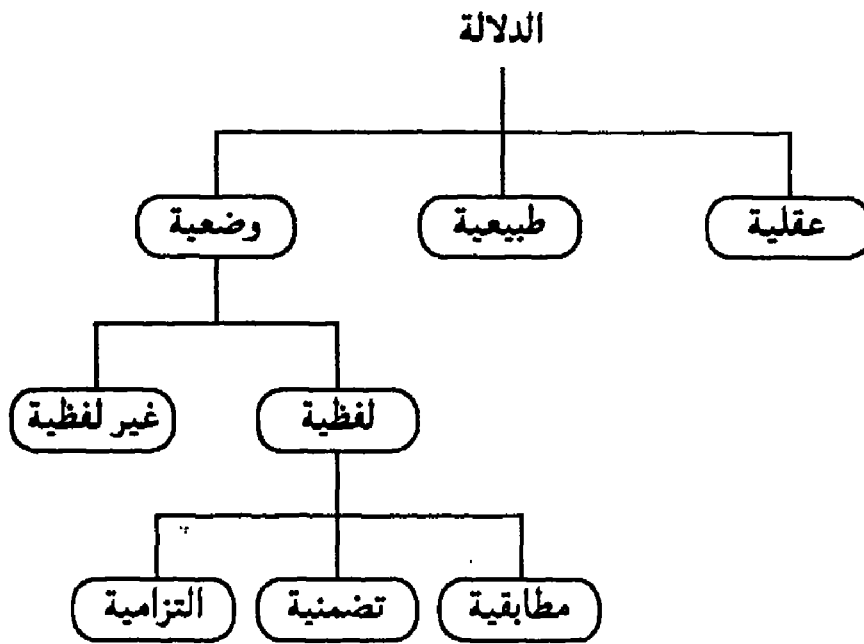 الدلالة
عقلية
طبيعية
وضعية
لفظية
غير لفظية
مطابقية
تضمنية
التزامية